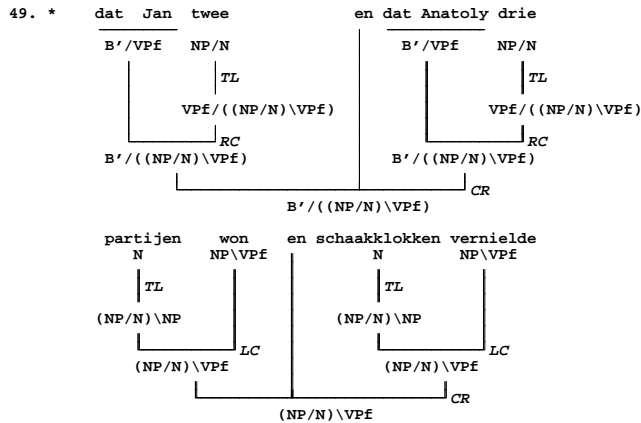 49. * dat Jan twee en dat Anatoly drie
B′/VPf NP/N B′/VPf NP/N
TL TL
VPf/((NP/N)\VPf) VPf/((NP/N)\VPf)
RC RC
B′/((NP/N)\VPf) B′/((NP/N)\VPf)
CR
B′/((NP/N)\VPf)
partijen won en schaakklokken vernielde
N NP\VPf N NP\VPf
TL TL
(NP/N)\NP (NP/N)\NP
LC LC
(NP/N)\VPf (NP/N)\VPf
CR
(NP/N)\VPf